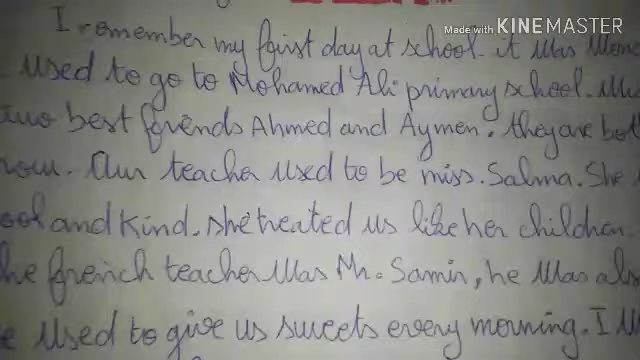 Made with KINEMASTER
I remember my first day at school. it was
used to go to Mohamed Ali primary school.
two best friends Ahmed and Aymen. they are
now. Our teacher used to be miss. Salma. She
and kind. she treated us like her children.
french teacher was Mr. Samir, he was
used to give us sweets every morning. I